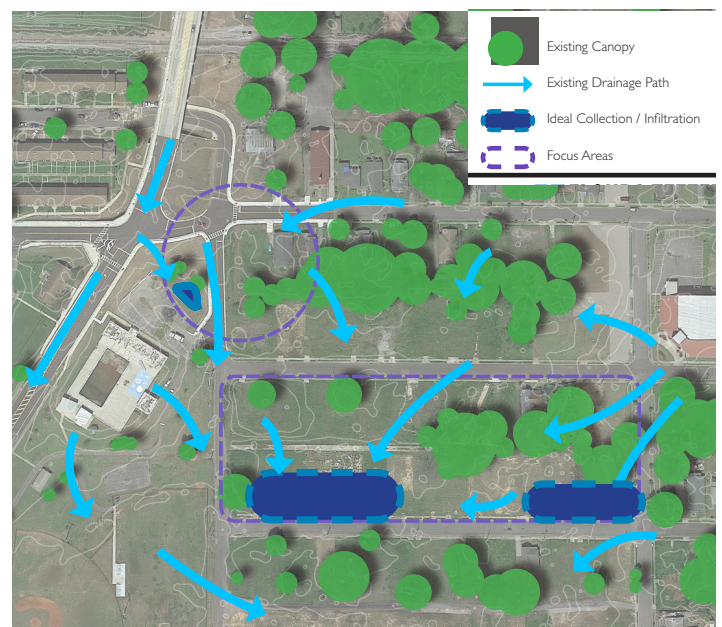 Existing Canopy
Existing Drainage Path
Ideal Collection / Infiltration
Focus Areas